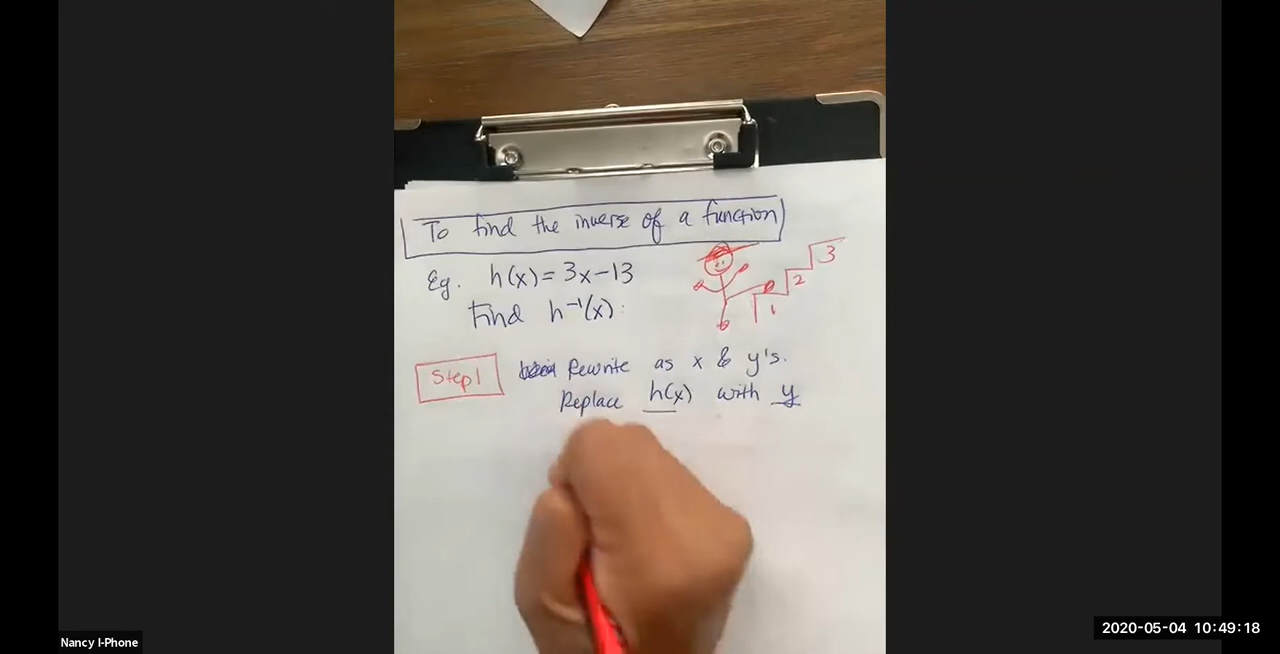 To find the inverse of a function
Eg. h(x) = 3x-13
Find h⁻¹(x):
1
2
3
Step 1
Rewrite as x & y's.
Replace h(x) with y
Nancy I-Phone
2020-05-04 10:49:18